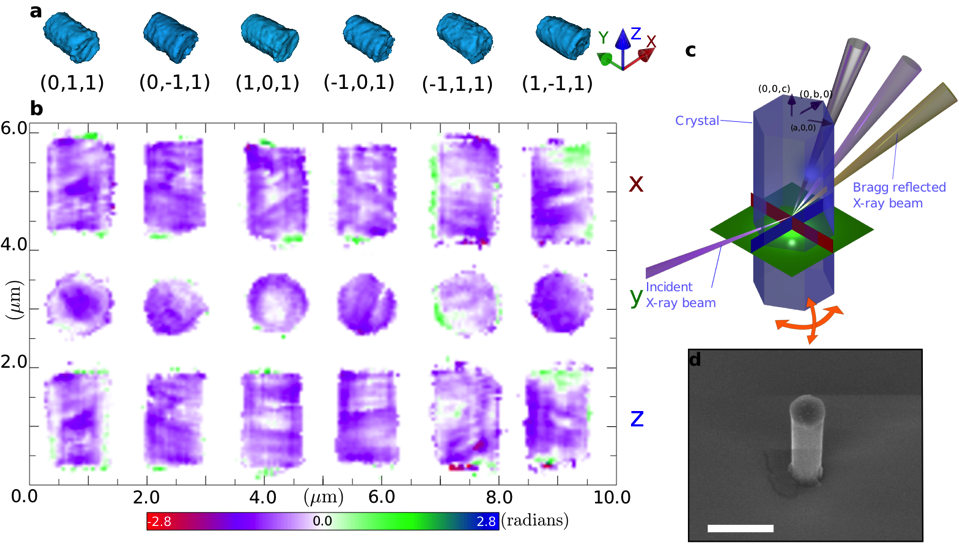 a
Y Z X
(0,1,1) (0,-1,1) (1,0,1) (-1,0,1) (-1,1,1) (1,-1,1)
b
6.0
4.0
(μm)
2.0
0
0.0 2.0 4.0 (μm) 6.0 8.0 10.0
-2.8 0.0 2.8 (radians)
x
y
z
c
(0,0,c)
(0,b,0)
(a,0,0)
Crystal
Bragg reflected
X-ray beam
Incident
X-ray beam
d